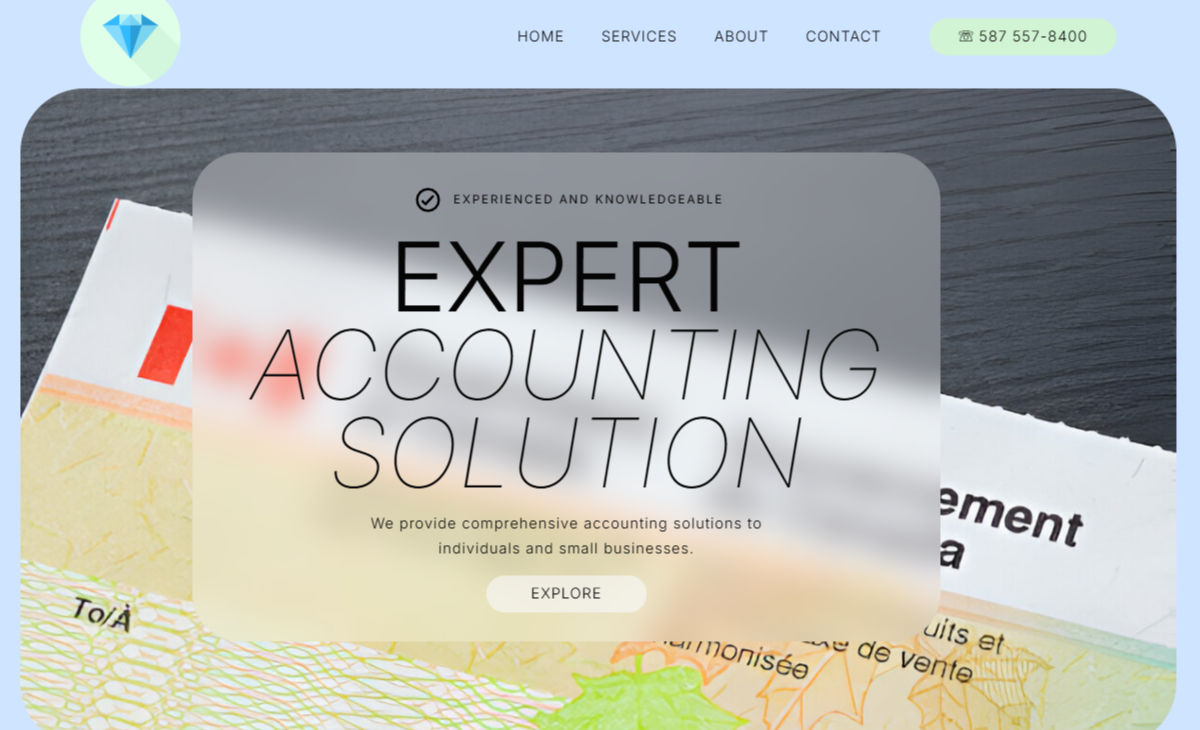 HOME SERVICES ABOUT CONTACT ☏ 587 557-8400
EXPERIENCED AND KNOWLEDGEABLE
EXPERT
ACCOUNTING
SOLUTION
We provide comprehensive accounting solutions to
individuals and small businesses.
EXPLORE
ement
a
To/À
uits et
armonisée
de vente